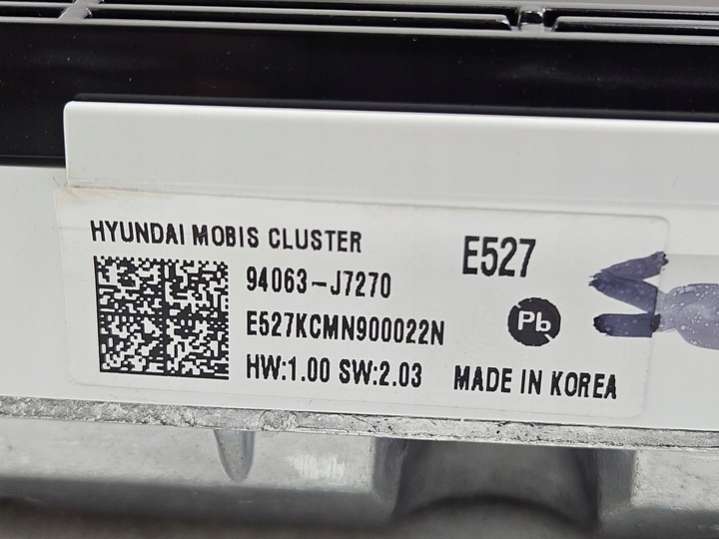 HYUNDAI MOBIS CLUSTER
E527
94063-J7270
E527KCMN900022N
Pb
HW:1.00 SW:2.03
MADE IN KOREA